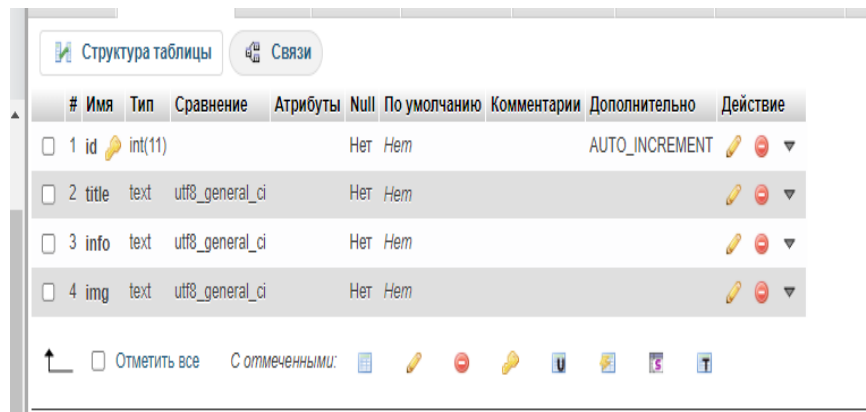 Структура таблицы Связи
# Имя Тип Сравнение Атрибуты Null По умолчанию Комментарии Дополнительно Действие
1 id int(11) Нет Нет AUTO_INCREMENT
2 title text utf8_general_ci Нет Нет
3 info text utf8_general_ci Нет Нет
4 img text utf8_general_ci Нет Нет
Отметить все С отмеченными: U S T